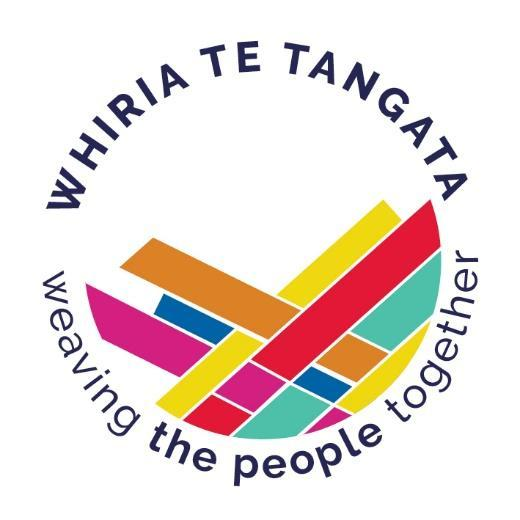 WHIRIA TE TANGATA
weaving the people together